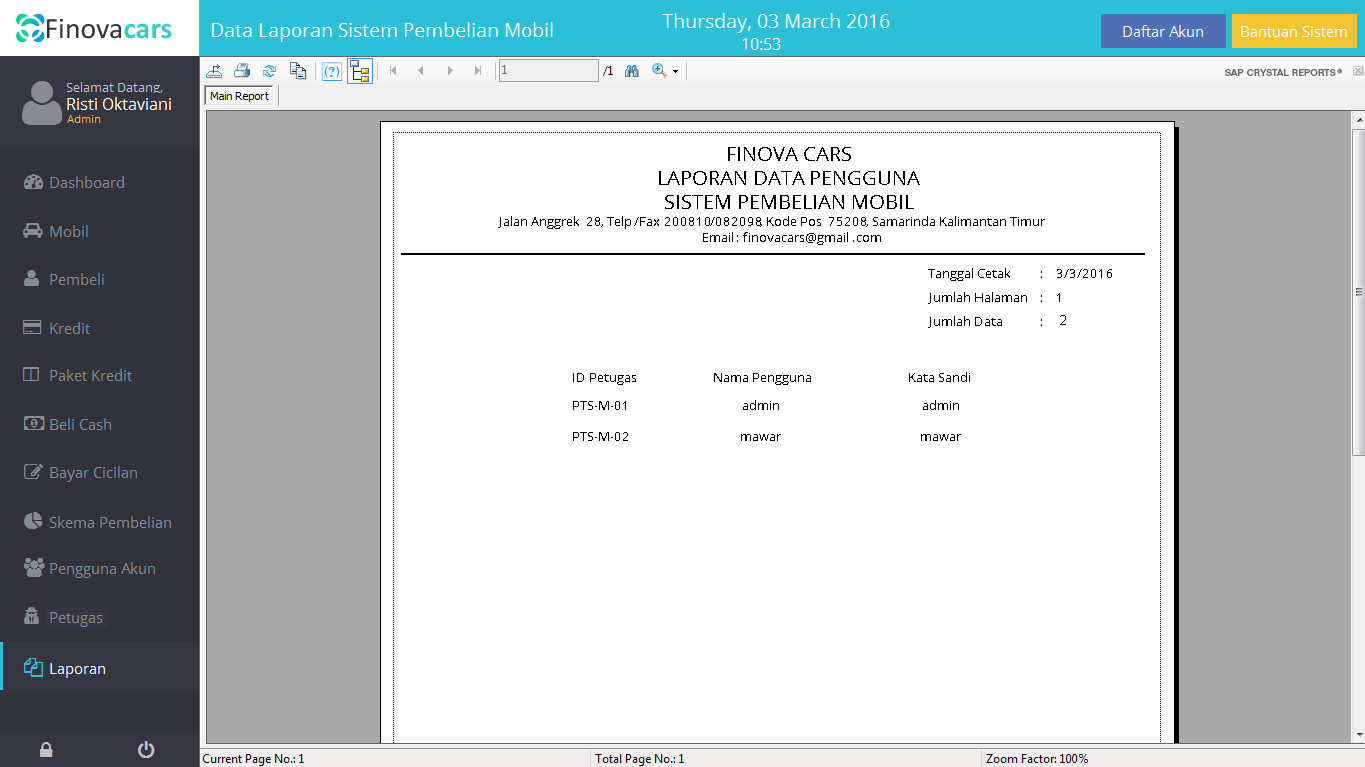 Finovacars
Data Laporan Sistem Pembelian Mobil
Thursday, 03 March 2016
10:53
Daftar Akun
Bantuan Sistem
Selamat Datang,
Risti Oktaviani
Admin
Dashboard
Mobil
Pembeli
Kredit
Paket Kredit
Beli Cash
Bayar Cicilan
Skema Pembelian
Pengguna Akun
Petugas
Laporan
1 /1
SAP CRYSTAL REPORTS®
Main Report
FINOVA CARS
LAPORAN DATA PENGGUNA
SISTEM PEMBELIAN MOBIL
Jalan Anggrek 28, Telp/Fax 200810/082098, Kode Pos 75208, Samarinda Kalimantan Timur
Email : finovacars@gmail.com
Tanggal Cetak : 3/3/2016
Jumlah Halaman : 1
Jumlah Data : 2
ID Petugas Nama Pengguna Kata Sandi
PTS-M-01 admin admin
PTS-M-02 mawar mawar
Current Page No.: 1 Total Page No.: 1 Zoom Factor: 100%